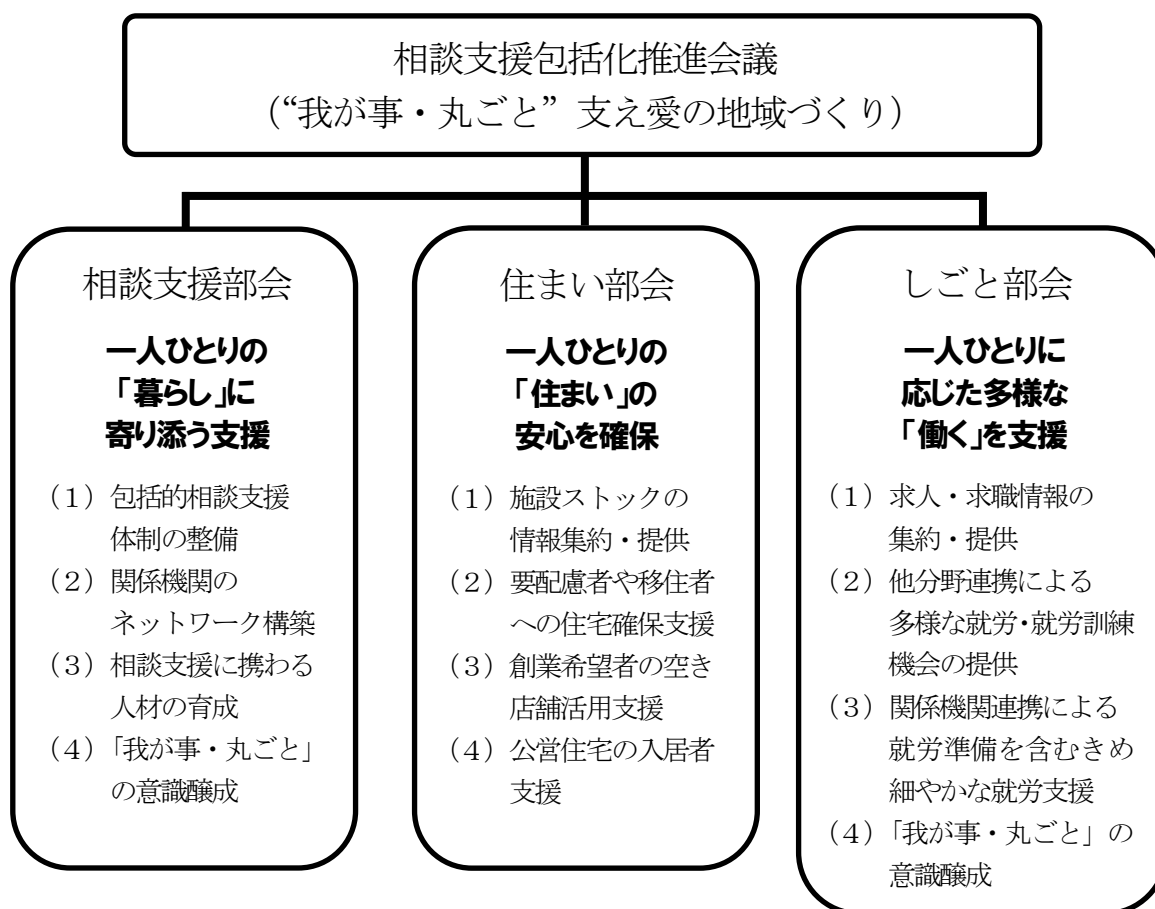 相談支援包括化推進会議
(“我が事・丸ごと” 支え愛の地域づくり)
相談支援部会
一人ひとりの
「暮らし」に
寄り添う支援
(1)包括的相談支援
体制の整備
(2)関係機関の
ネットワーク構築
(3)相談支援に携わる
人材の育成
(4)「我が事・丸ごと」
の意識醸成
住まい部会
一人ひとりの
「住まい」の
安心を確保
(1)施設ストックの
情報集約・提供
(2)要配慮者や移住者
への住宅確保支援
(3)創業希望者の空き
店舗活用支援
(4)公営住宅の入居者
支援
しごと部会
一人ひとりに
応じた多様な
「働く」を支援
(1)求人・求職情報の
集約・提供
(2)他分野連携による
多様な就労・就労訓練
機会の提供
(3)関係機関連携による
就労準備を含むきめ
細やかな就労支援
(4)「我が事・丸ごと」の
意識醸成